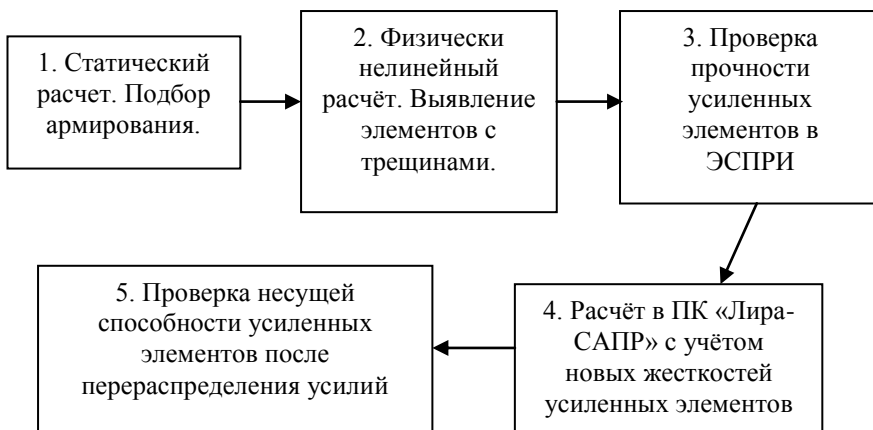 1. Статический
расчет. Подбор
армирования.
2. Физически
нелинейный
расчёт. Выявление
элементов с
трещинами.
3. Проверка
прочности
усиленных
элементов в
ЭСПРИ
4. Расчёт в ПК «Лира-
САПР» с учётом
новых жесткостей
усиленных элементов
5. Проверка несущей
способности усиленных
элементов после
перераспределения усилий